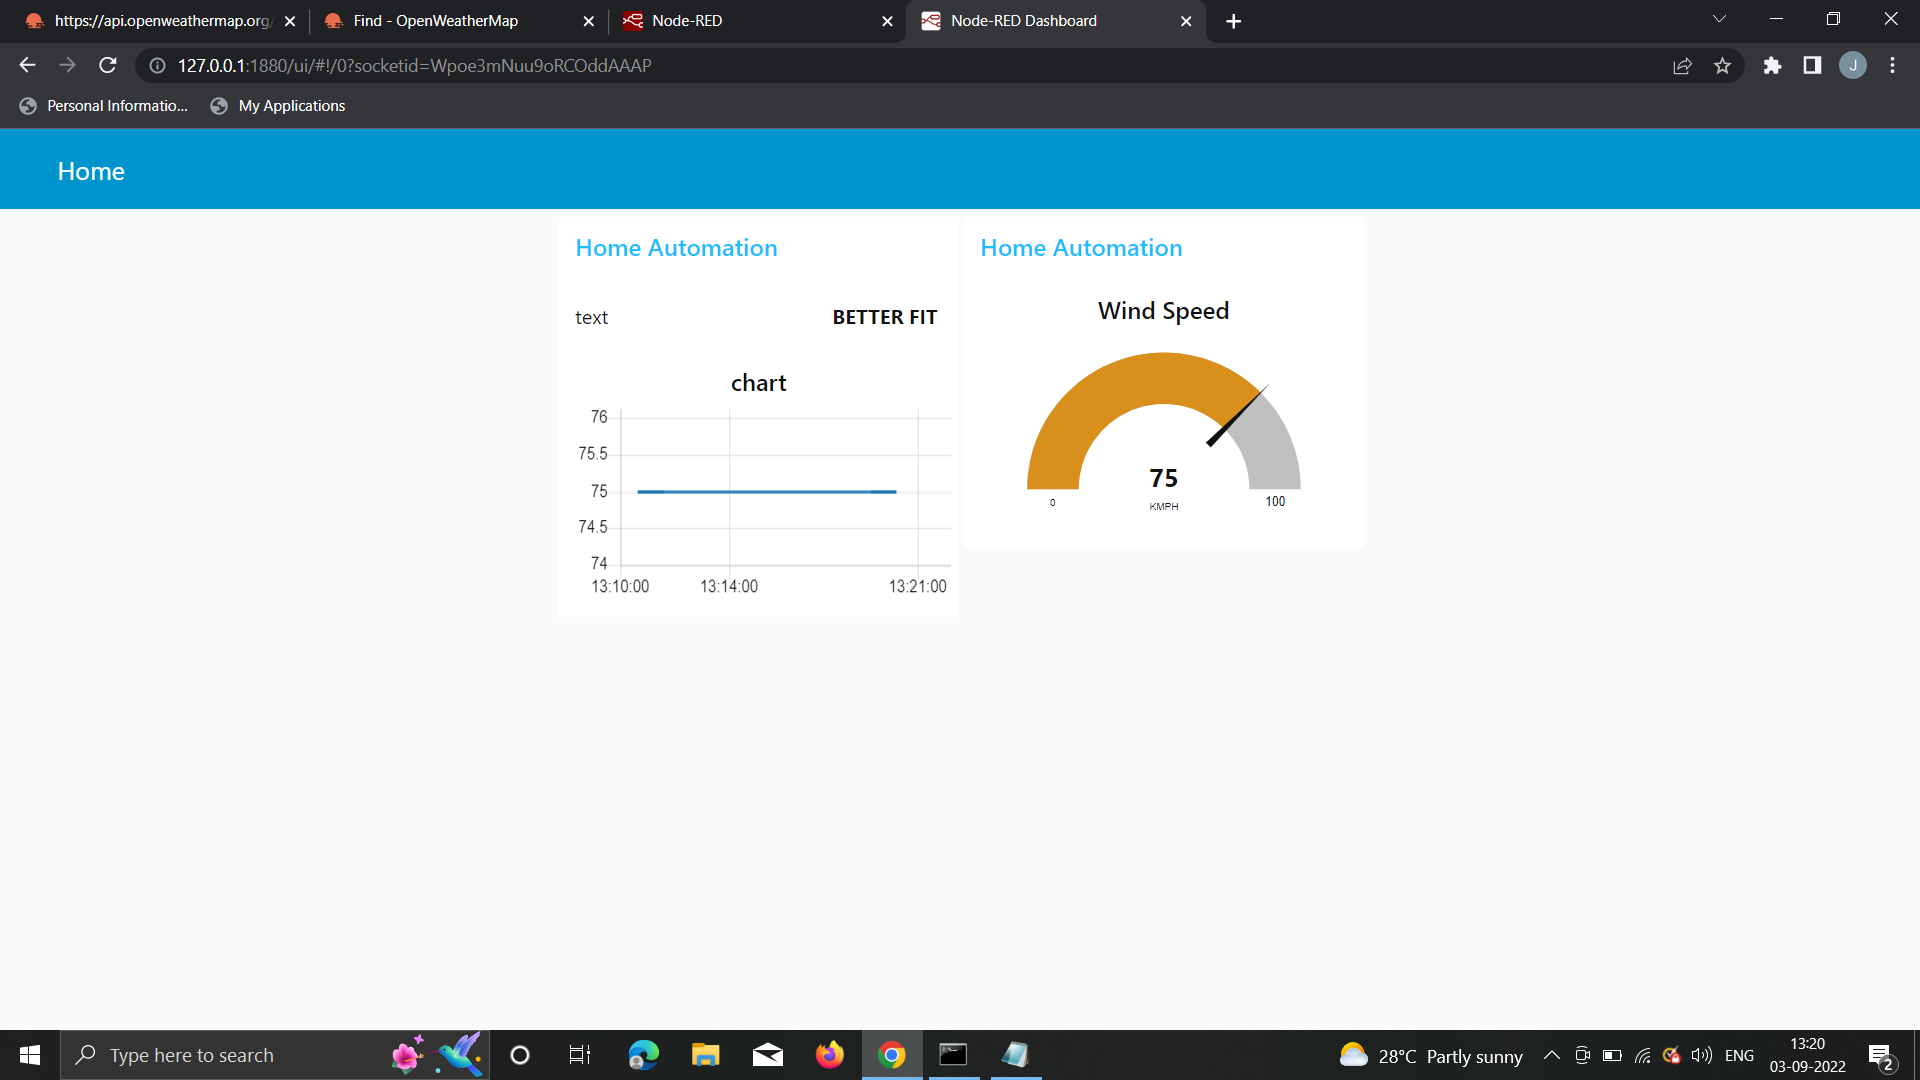 https://api.openweathermap.org/
Find - OpenWeatherMap
Node-RED
Node-RED Dashboard
127.0.0.1:1880/ui/#!/0?socketid=Wpoe3mNuu9oRCOddAAAP
J
Personal Informatio...
My Applications
Home
Home Automation
text BETTER FIT
chart
76
75.5
75
74.5
74
13:10:00 13:14:00 13:21:00
Home Automation
Wind Speed
75
KMPH
0
100
Type here to search
28°C Partly sunny
ENG
13:20
03-09-2022
2